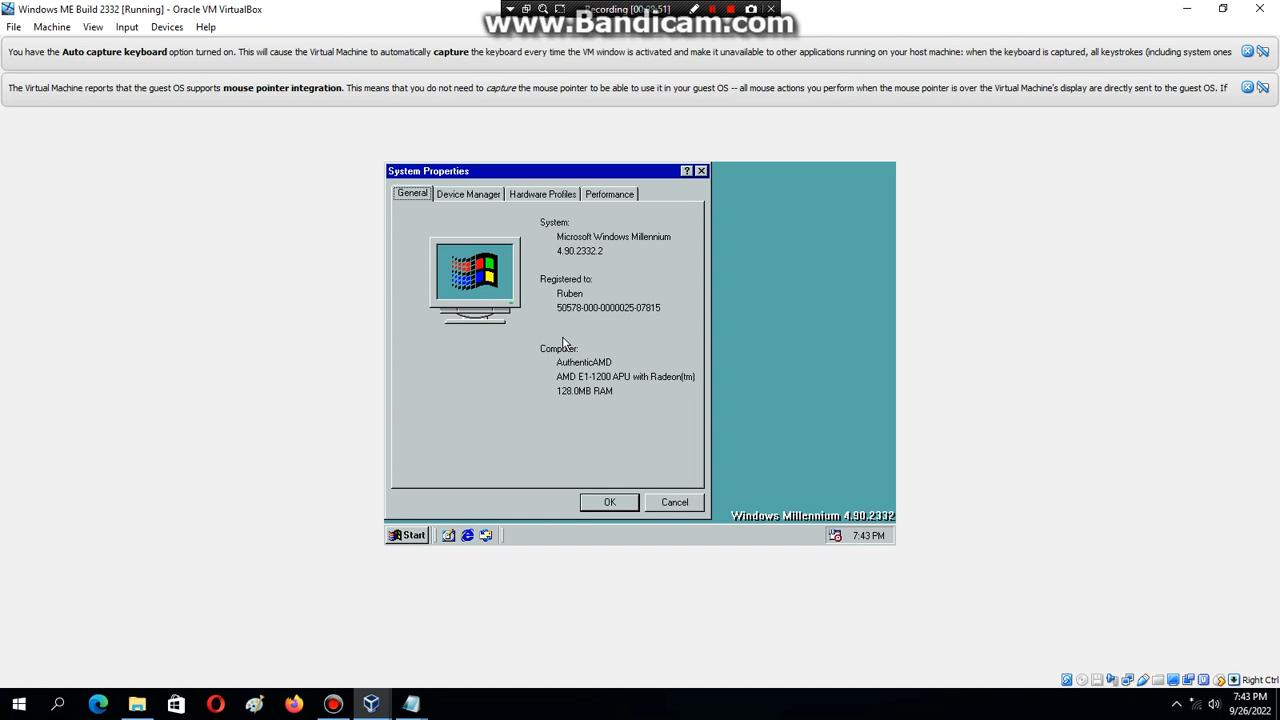 Windows ME Build 2332 [Running] - Oracle VM VirtualBox
Recording [00:09:51]
www.Bandicam.com
File Machine View Input Devices Help
You have the Auto capture keyboard option turned on. This will cause the Virtual Machine to automatically capture the keyboard every time the VM window is activated and make it unavailable to other applications running on your host machine: when the keyboard is captured, all keystrokes (including system ones
The Virtual Machine reports that the guest OS supports mouse pointer integration. This means that you do not need to capture the mouse pointer to be able to use it in your guest OS -- all mouse actions you perform when the mouse pointer is over the Virtual Machine's display are directly sent to the guest OS. If
System Properties
General Device Manager Hardware Profiles Performance
System:
Microsoft Windows Millennium
4.90.2332.2
Registered to:
Ruben
50578-000-0000025-07815
Computer:
AuthenticAMD
AMD E1-1200 APU with Radeon(tm)
128.0MB RAM
OK Cancel
Windows Millennium 4.90.2332
Start 7:43 PM
Right Ctrl
7:43 PM
9/26/2022